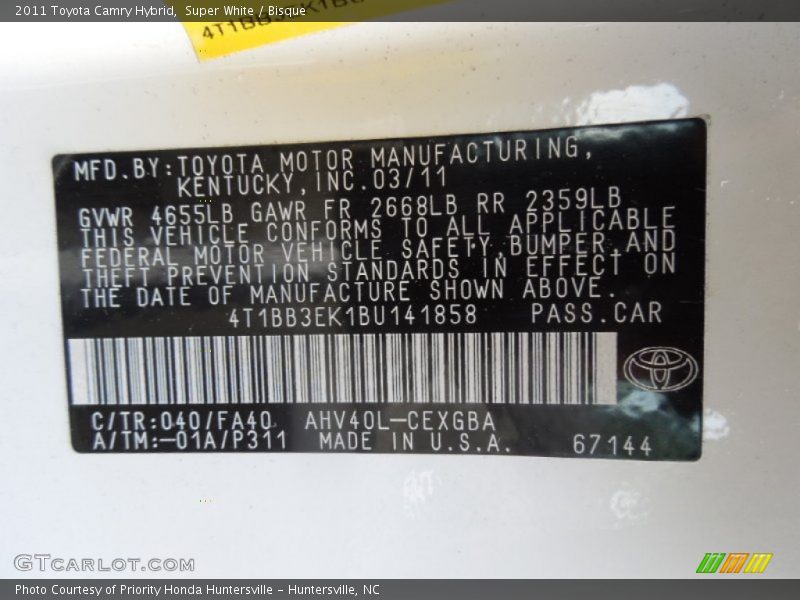 2011 Toyota Camry Hybrid, Super White / Bisque
MFD.BY:TOYOTA MOTOR MANUFACTURING,
KENTUCKY,INC.03/11
GVWR 4655LB GAWR FR 2668LB RR 2359LB
THIS VEHICLE CONFORMS TO ALL APPLICABLE
FEDERAL MOTOR VEHICLE SAFETY,BUMPER,AND
THEFT PREVENTION STANDARDS IN EFFECT ON
THE DATE OF MANUFACTURE SHOWN ABOVE.
4T1BB3EK1BU141858 PASS.CAR
C/TR:040/FA40 AHV40L-CEXGBA
A/TM:-01A/P311 MADE IN U.S.A. 67144
GTCARLOT.COM
Photo Courtesy of Priority Honda Huntersville - Huntersville, NC